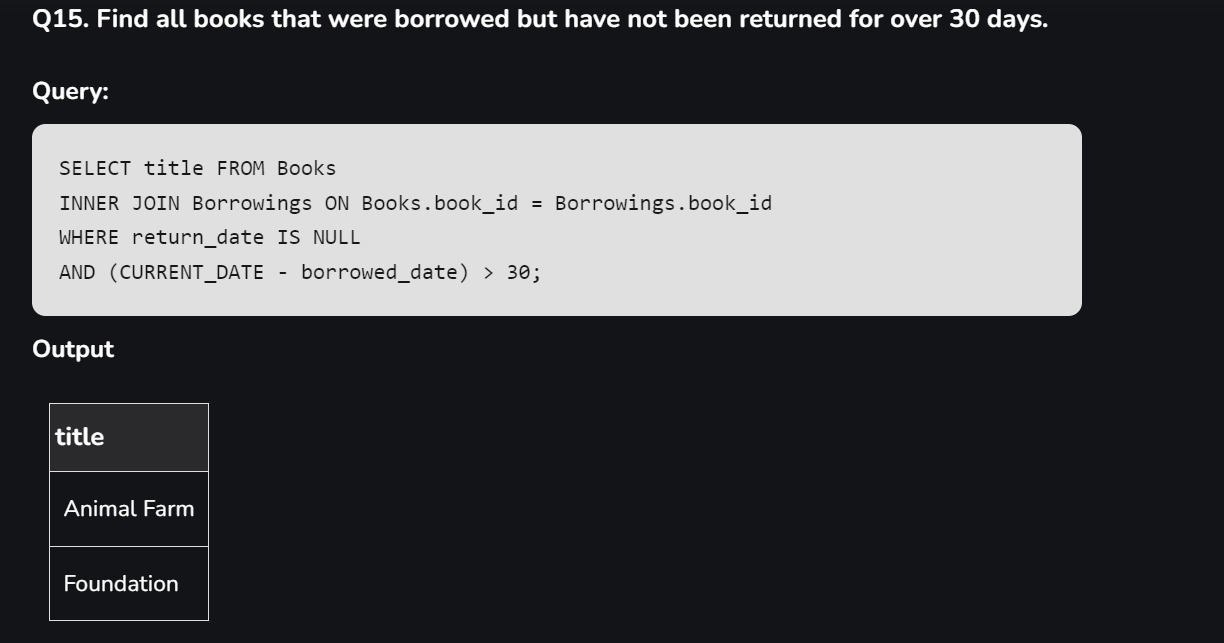 Q15. Find all books that were borrowed but have not been returned for over 30 days.
Query:
SELECT title FROM Books
INNER JOIN Borrowings ON Books.book_id = Borrowings.book_id
WHERE return_date IS NULL
AND (CURRENT_DATE - borrowed_date) > 30;
Output
title
Animal Farm
Foundation